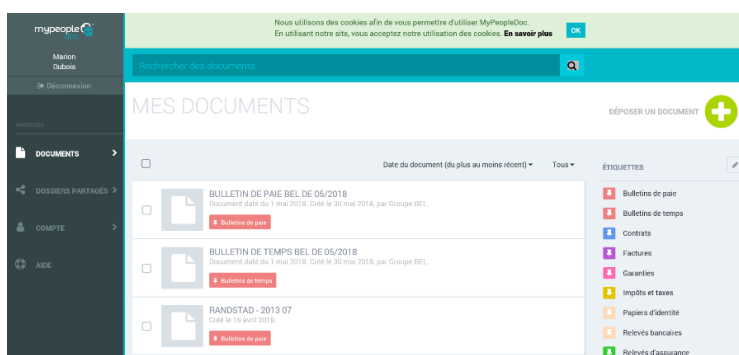 Nous utilisons des cookies afin de vous permettre d'utiliser MyPeopleDoc.
En utilisant notre site, vous acceptez notre utilisation des cookies. En savoir plus
OK
mypeople
doc
Marion
Dubois
Déconnexion
DOCUMENTS
DOSSIERS PARTAGÉS
COMPTE
AIDE
Rechercher des documents
MES DOCUMENTS
DÉPOSER UN DOCUMENT
Date du document (du plus au moins récent)
Tous
BULLETIN DE PAIE BEL DE 05/2018
Document daté du 1 mai 2018. Créé le 30 mai 2018, par Groupe BEL.
Bulletins de paie
BULLETIN DE TEMPS BEL DE 05/2018
Document daté du 1 mai 2018. Créé le 30 mai 2018, par Groupe BEL.
Bulletins de temps
RANDSTAD - 2013 07
Créé le 16 avril 2018.
Bulletins de paie
ÉTIQUETTES
Bulletins de paie
Bulletins de temps
Contrats
Factures
Garanties
Impôts et taxes
Papiers d'identité
Relevés bancaires
Relevés d'assurance